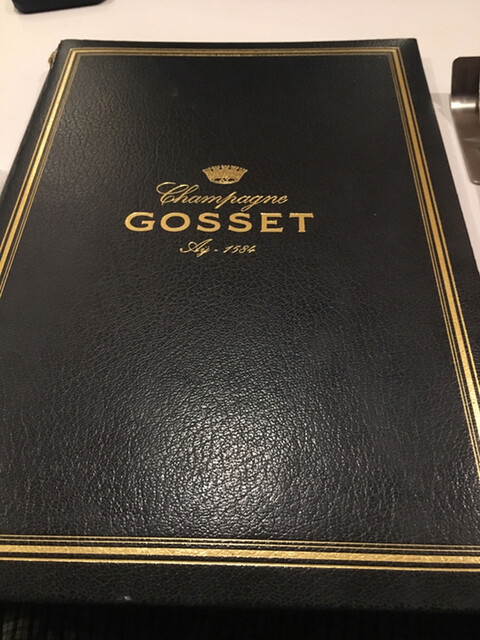 Champagne
GOSSET
Aÿ - 1584